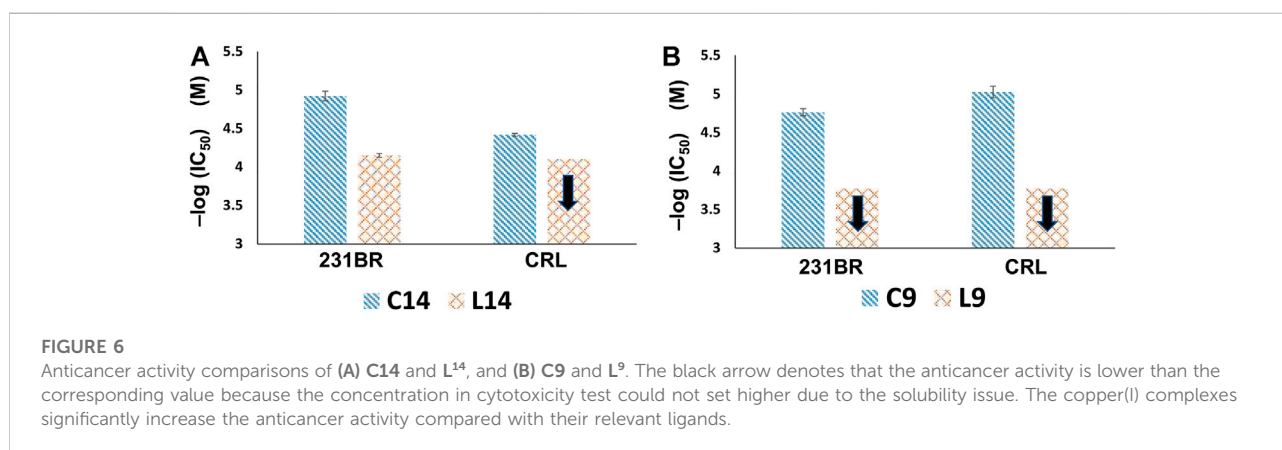 A
5.5
5
4.5
4
3.5
3
−log (IC50) (M)
231BR CRL
C14 L14
B
5.5
5
4.5
4
3.5
3
−log (IC50) (M)
231BR CRL
C9 L9
FIGURE 6
Anticancer activity comparisons of (A) C14 and L14, and (B) C9 and L9. The black arrow denotes that the anticancer activity is lower than the
corresponding value because the concentration in cytotoxicity test could not set higher due to the solubility issue. The copper(I) complexes
significantly increase the anticancer activity compared with their relevant ligands.